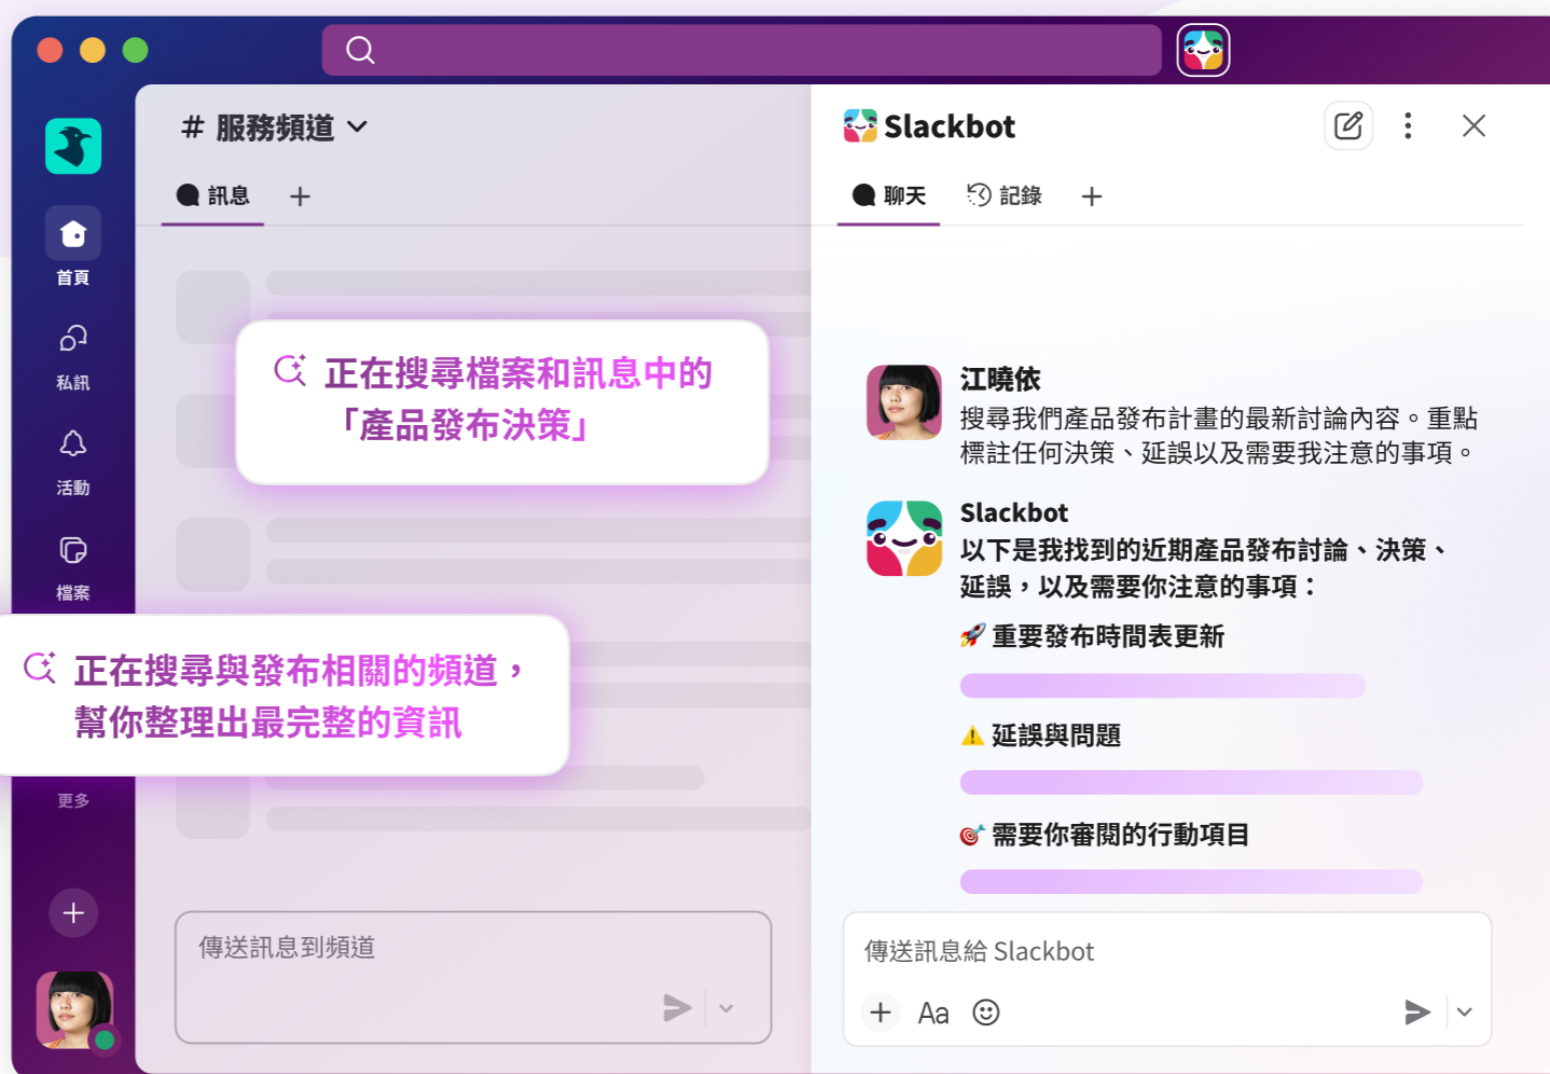 # 服務頻道
訊息
首頁
私訊
活動
檔案
更多
正在搜尋檔案和訊息中的
「產品發布決策」
正在搜尋與發布相關的頻道，
幫你整理出最完整的資訊
傳送訊息到頻道
Slackbot
聊天
記錄
江曉依
搜尋我們產品發布計畫的最新討論內容。重點
標註任何決策、延誤以及需要我注意的事項。
Slackbot
以下是我找到的近期產品發布討論、決策、
延誤，以及需要你注意的事項：
🚀 重要發布時間表更新
⚠️ 延誤與問題
🎯 需要你審閱的行動項目
傳送訊息給 Slackbot
Aa